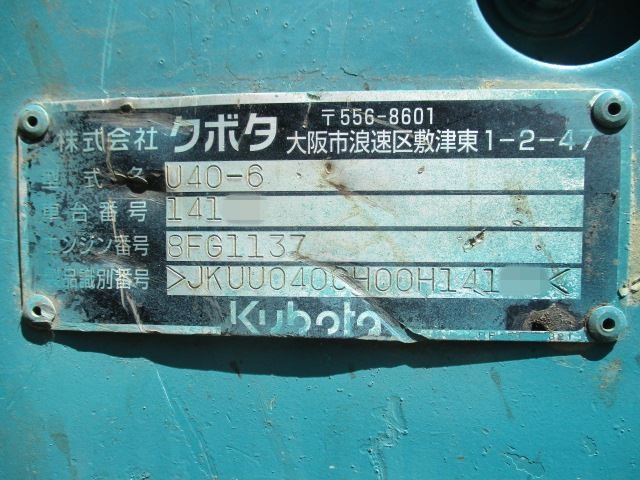 〒556-8601
株式会社 クボタ 大阪市浪速区敷津東1-2-47
型式名 U40-6
車台番号 141
エンジン番号 8FG1137
製品識別番号 >JKUU040CH00H141 <
Kubota